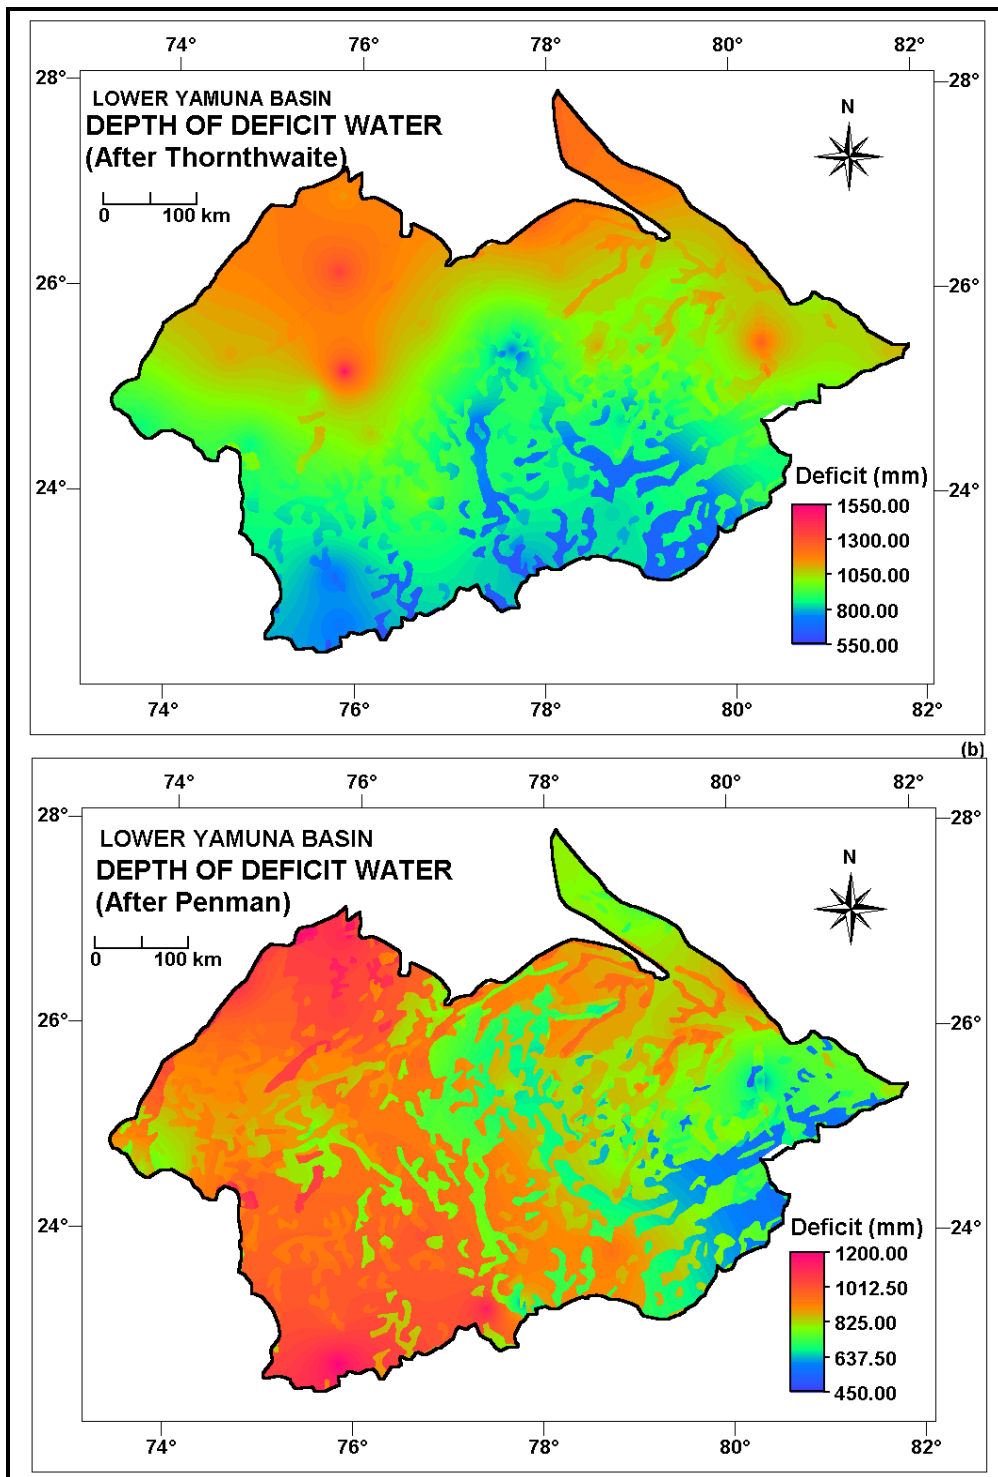 74° 76° 78° 80° 82°
28° 28°
LOWER YAMUNA BASIN
DEPTH OF DEFICIT WATER
(After Thornthwaite)
N
0 100 km
26° 26°
24° 24°
Deficit (mm)
1550.00
1300.00
1050.00
800.00
550.00
74° 76° 78° 80° 82°
(b)
74° 76° 78° 80° 82°
28° 28°
LOWER YAMUNA BASIN
DEPTH OF DEFICIT WATER
(After Penman)
N
0 100 km
26° 26°
24° 24°
Deficit (mm)
1200.00
1012.50
825.00
637.50
450.00
74° 76° 78° 80° 82°